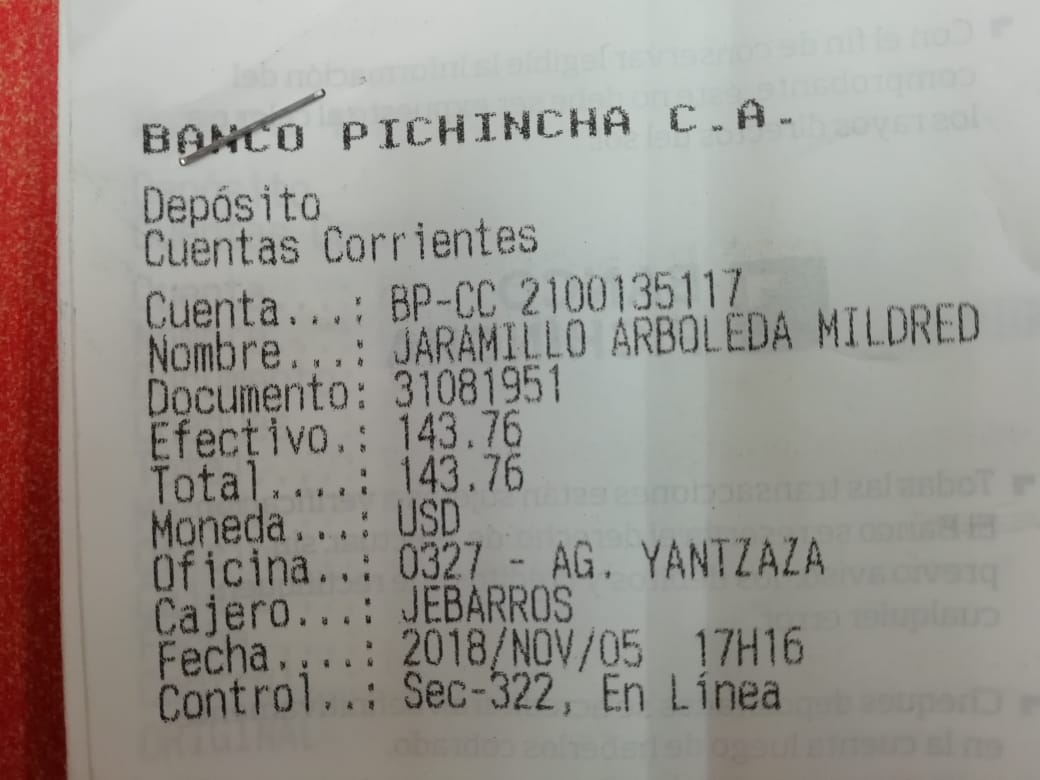 BANCO PICHINCHA C.A.-
Depósito
Cuentas Corrientes
Cuenta...: BP-CC 2100135117
Nombre...: JARAMILLO ARBOLEDA MILDRED
Documento: 31081951
Efectivo.: 143.76
Total.....: 143.76
Moneda...: USD
Oficina..: 0327 - AG. YANTZAZA
Cajero...: JEBARROS
Fecha....: 2018/NOV/05 17H16
Control..: Sec-322, En Línea